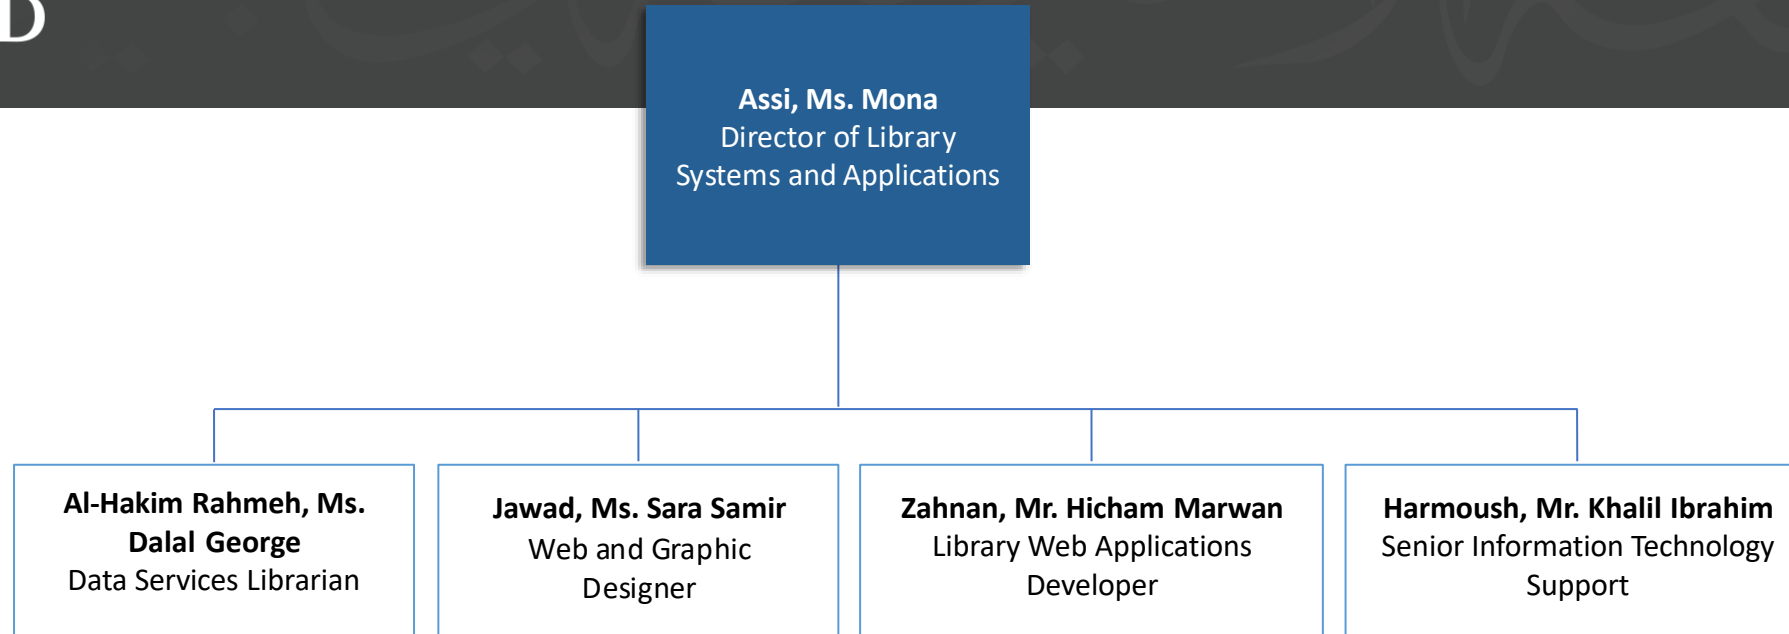 D
Assi, Ms. Mona
Director of Library
Systems and Applications
Al-Hakim Rahmeh, Ms.
Dalal George
Data Services Librarian
Jawad, Ms. Sara Samir
Web and Graphic
Designer
Zahnan, Mr. Hicham Marwan
Library Web Applications
Developer
Harmoush, Mr. Khalil Ibrahim
Senior Information Technology
Support